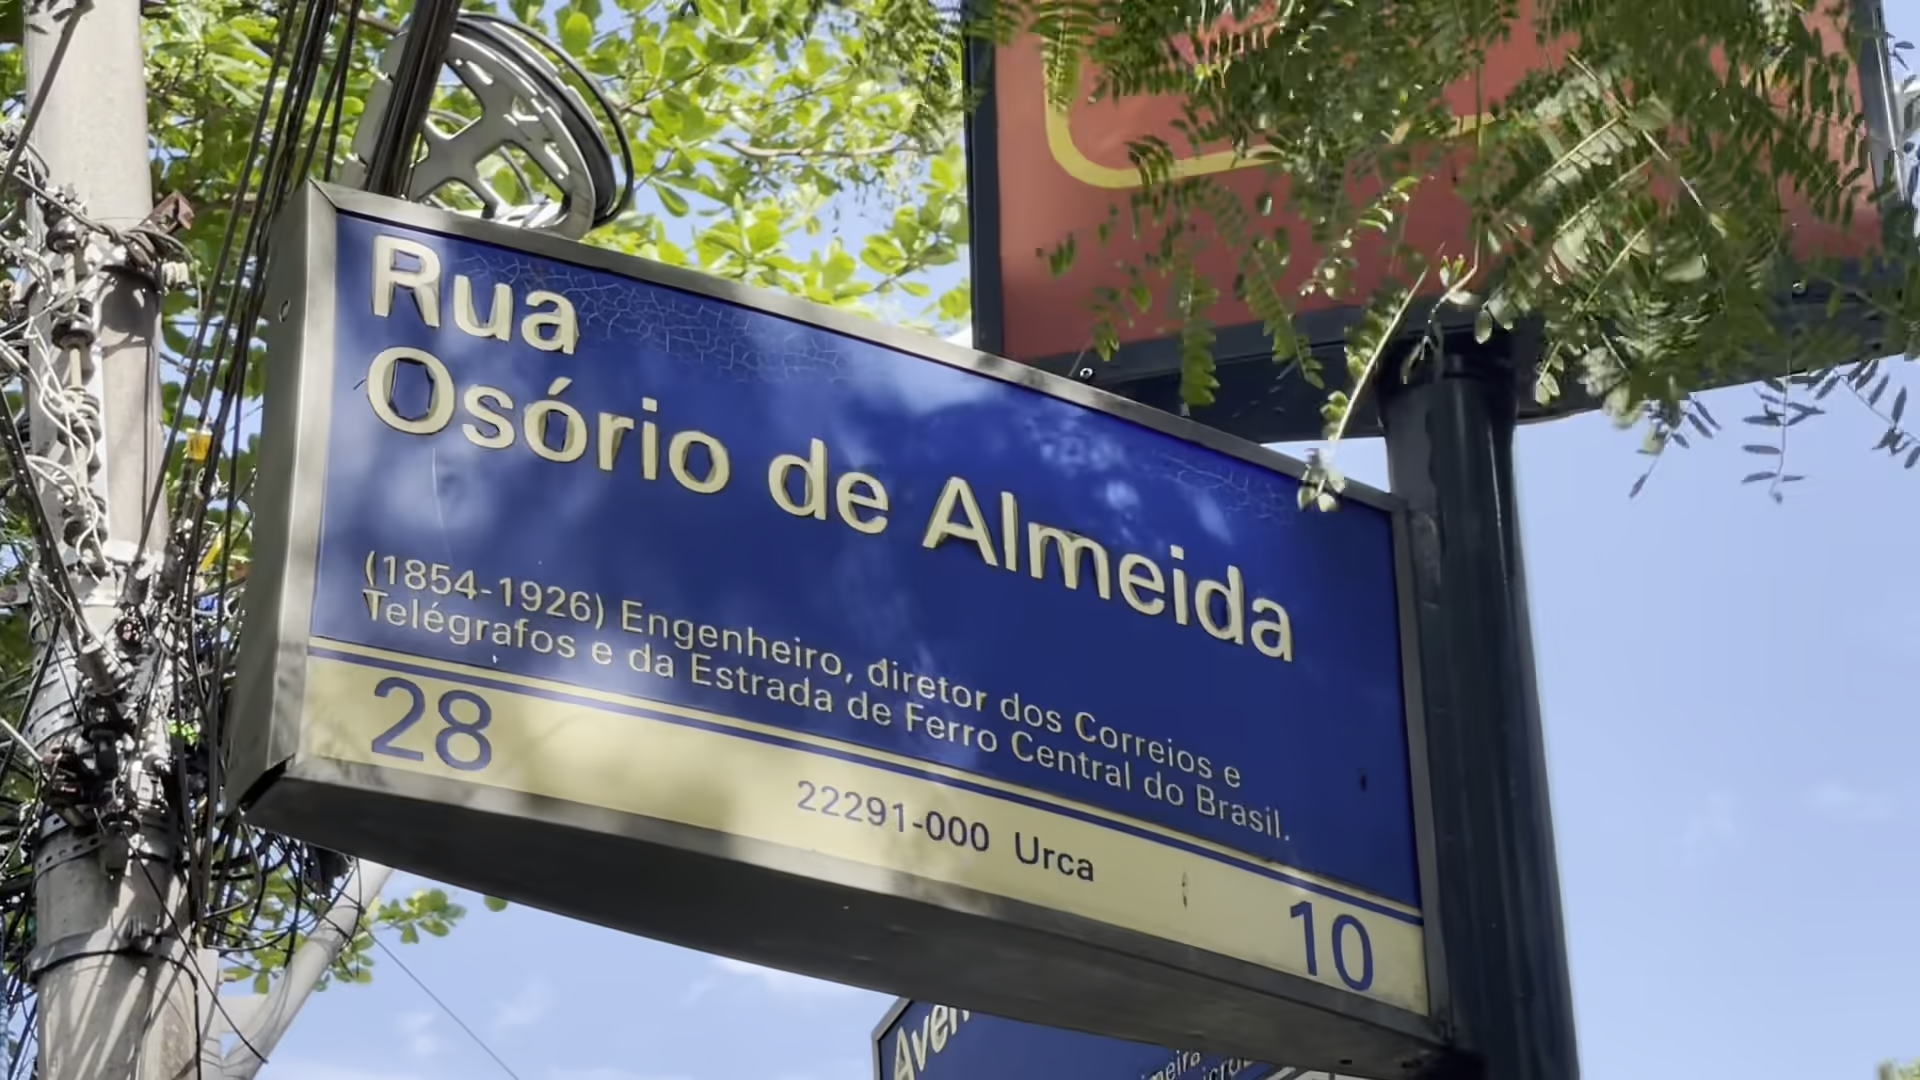 Rua
Osório de Almeida
(1854-1926) Engenheiro, diretor dos Correios e
Telégrafos e da Estrada de Ferro Central do Brasil.
28
22291-000 Urca
10